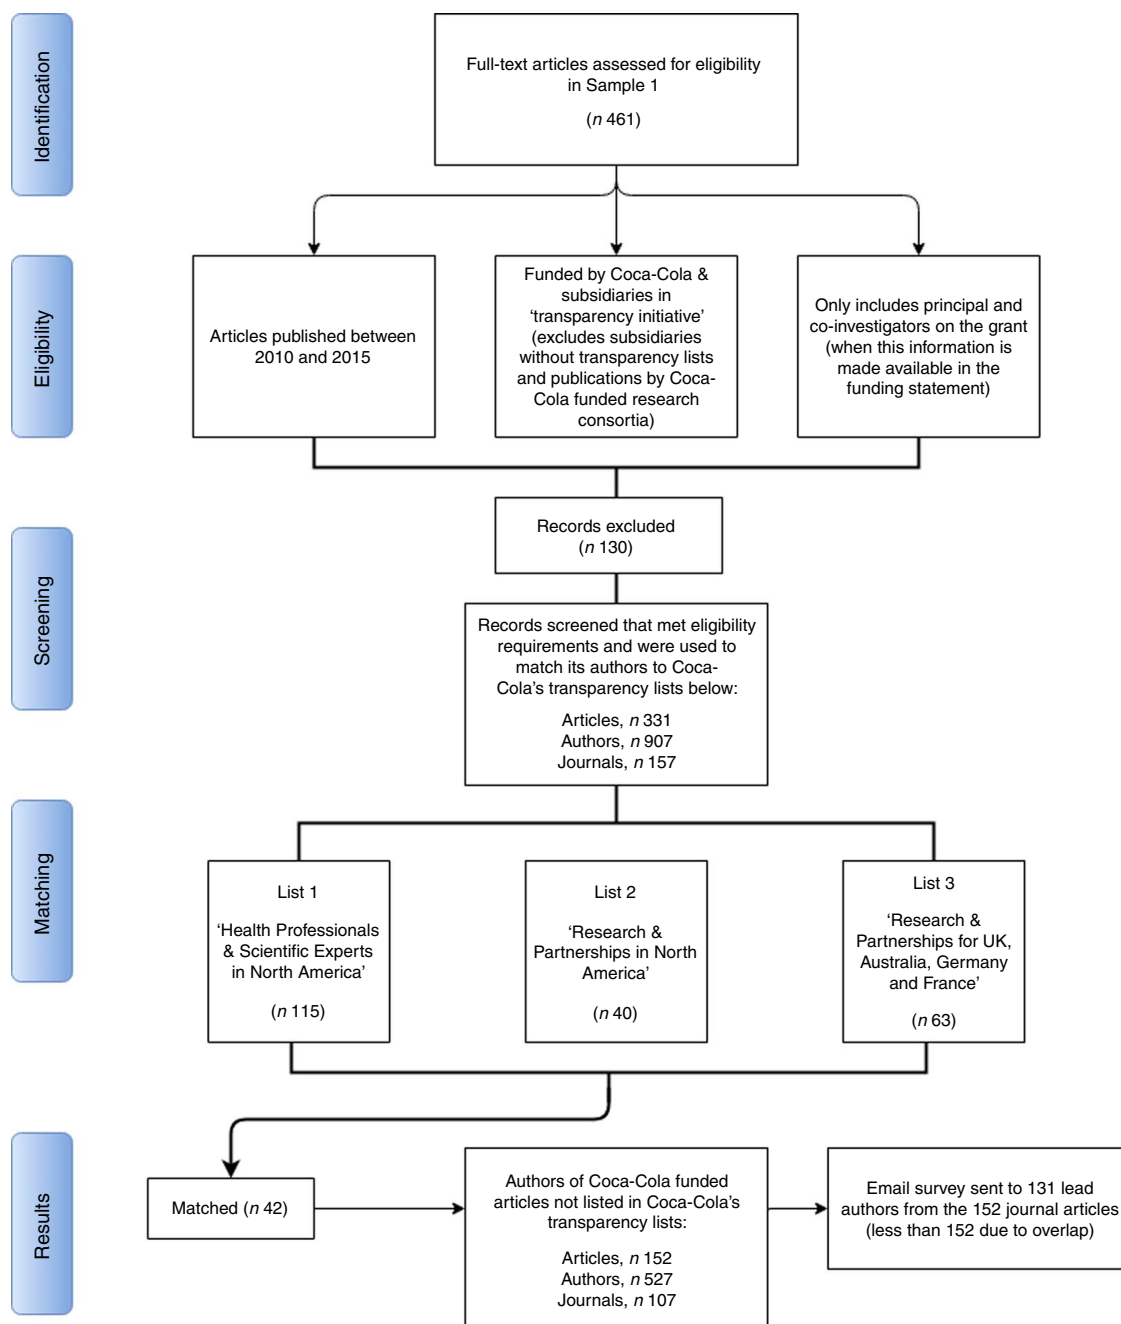 Identification
Full-text articles assessed for eligibility
in Sample 1
(n 461)
Eligibility
Articles published between
2010 and 2015
Funded by Coca-Cola &
subsidiaries in
‘transparency initiative’
(excludes subsidiaries
without transparency lists
and publications by Coca-
Cola funded research
consortia)
Only includes principal and
co-investigators on the grant
(when this information is
made available in the
funding statement)
Screening
Records excluded
(n 130)
Records screened that met eligibility
requirements and were used to
match its authors to Coca-
Cola’s transparency lists below:
Articles, n 331
Authors, n 907
Journals, n 157
Matching
List 1
‘Health Professionals
& Scientific Experts
in North America’
(n 115)
List 2
‘Research &
Partnerships in North
America’
(n 40)
List 3
‘Research &
Partnerships for UK,
Australia, Germany
and France’
(n 63)
Results
Matched (n 42)
Authors of Coca-Cola funded
articles not listed in Coca-Cola’s
transparency lists:
Articles, n 152
Authors, n 527
Journals, n 107
Email survey sent to 131 lead
authors from the 152 journal articles
(less than 152 due to overlap)